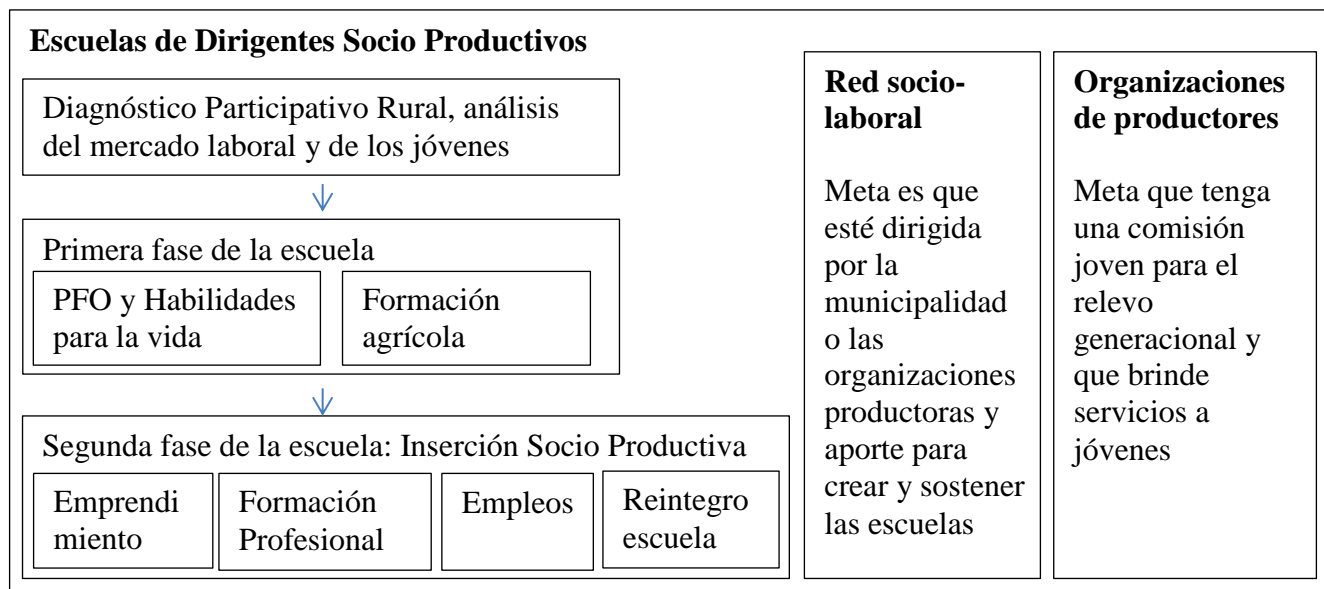 Escuelas de Dirigentes Socio Productivos
Diagnóstico Participativo Rural, análisis
del mercado laboral y de los jóvenes
Primera fase de la escuela
PFO y Habilidades
para la vida
Formación
agrícola
Segunda fase de la escuela: Inserción Socio Productiva
Emprendi
miento
Formación
Profesional
Empleos
Reintegro
escuela
Red socio-
laboral
Meta es que
esté dirigida
por la
municipalidad
o las
organizaciones
productoras y
aporte para
crear y sostener
las escuelas
Organizaciones
de productores
Meta que tenga
una comisión
joven para el
relevo
generacional y
que brinde
servicios a
jóvenes